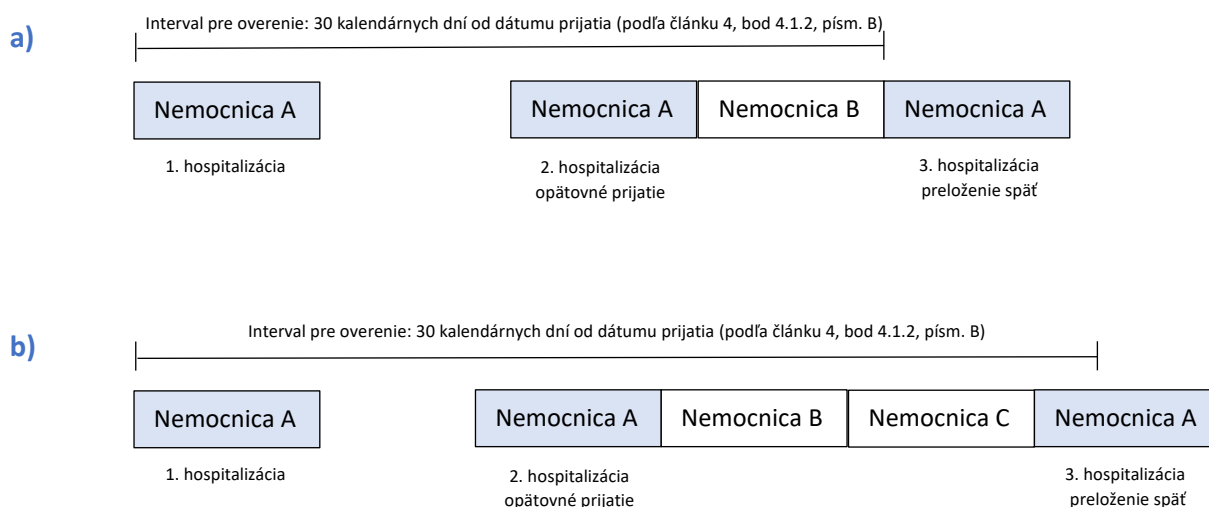 a)
Interval pre overenie: 30 kalendárnych dní od dátumu prijatia (podľa článku 4, bod 4.1.2, písm. B)
Nemocnica A
Nemocnica A
Nemocnica B
Nemocnica A
1. hospitalizácia
2. hospitalizácia
opätovné prijatie
3. hospitalizácia
preloženie späť
b)
Interval pre overenie: 30 kalendárnych dní od dátumu prijatia (podľa článku 4, bod 4.1.2, písm. B)
Nemocnica A
Nemocnica A
Nemocnica B
Nemocnica C
Nemocnica A
1. hospitalizácia
2. hospitalizácia
opätovné prijatie
3. hospitalizácia
preloženie späť